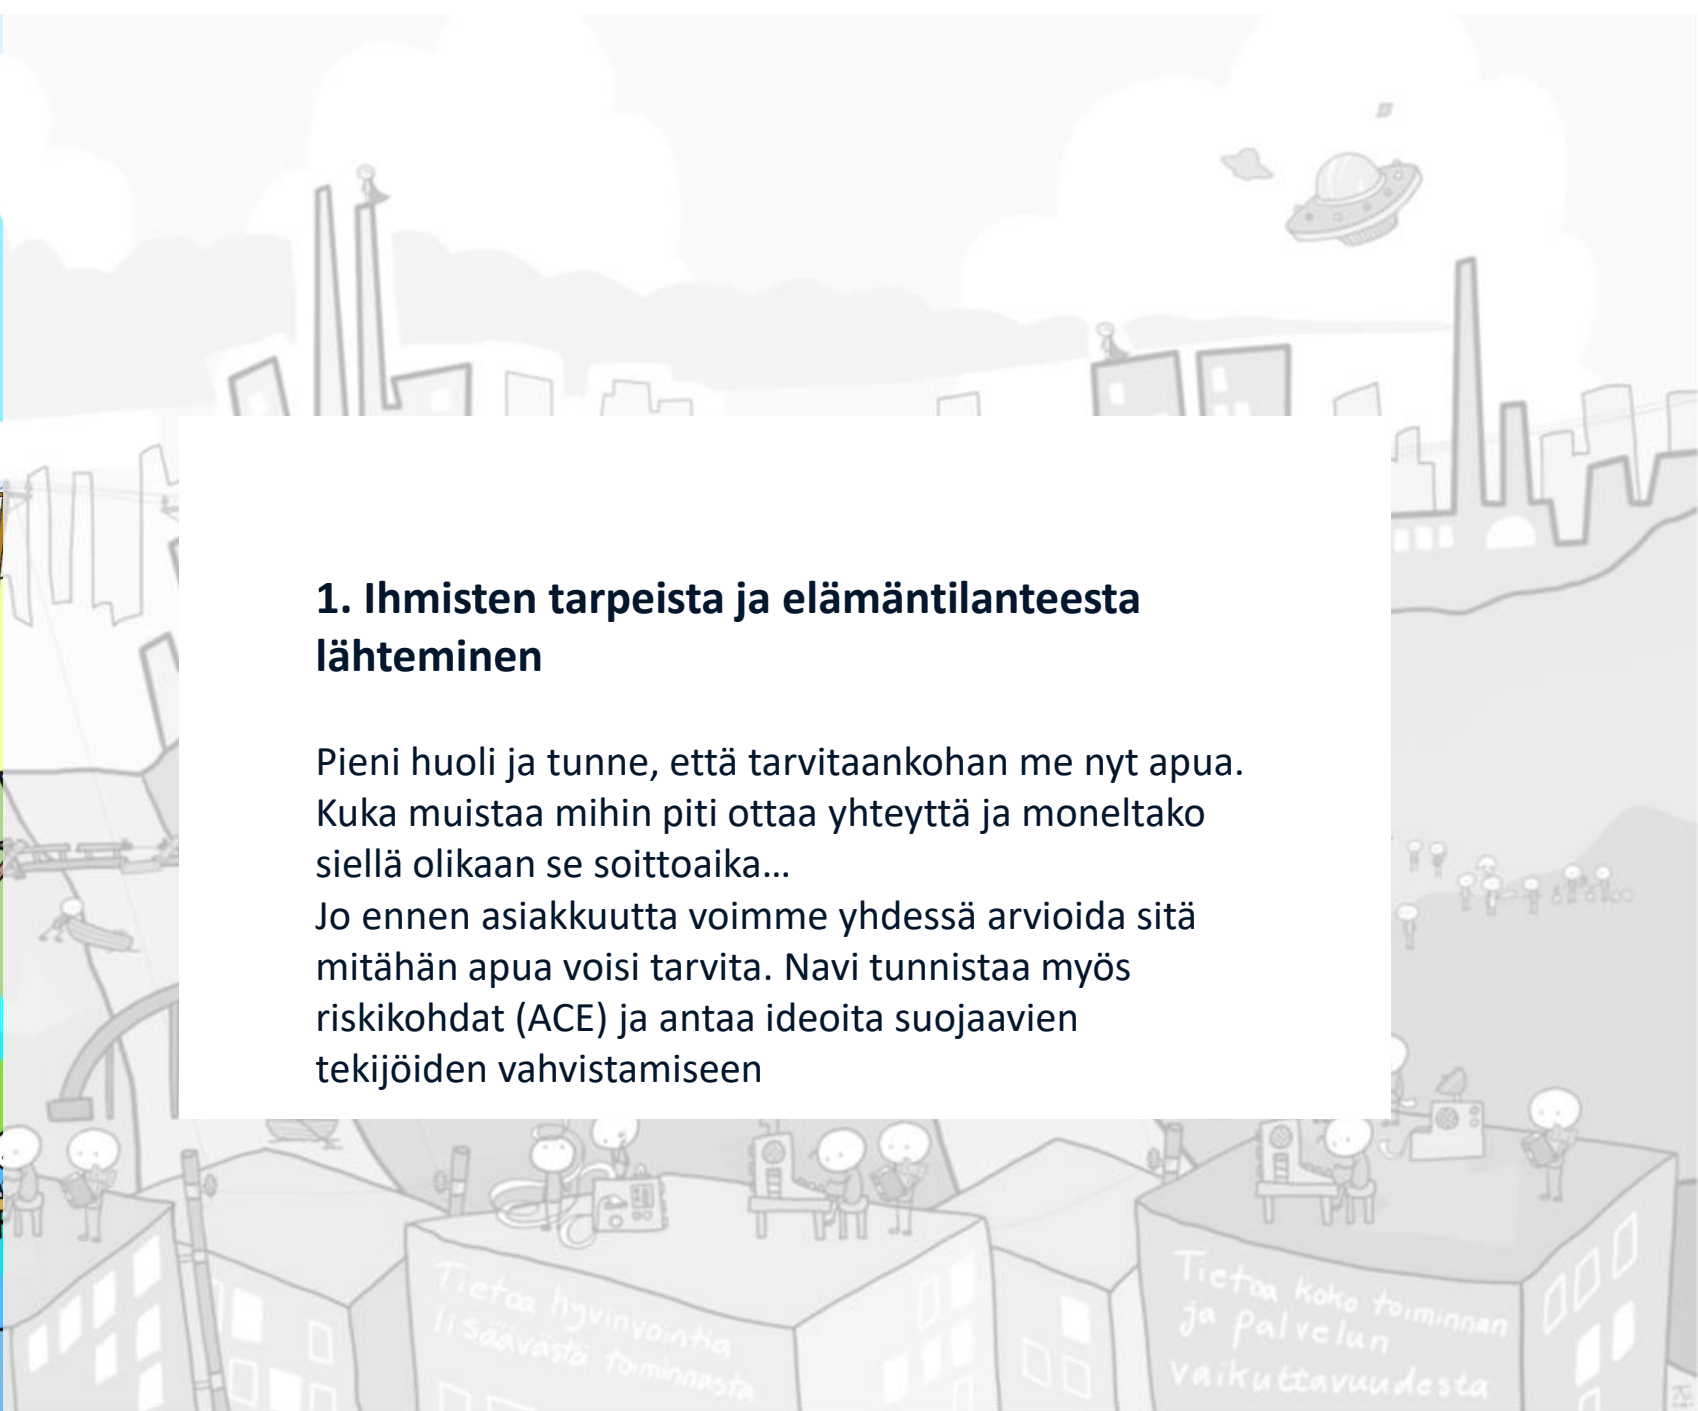 1. Ihmisten tarpeista ja elämäntilanteesta
lähteminen
Pieni huoli ja tunne, että tarvitaankohan me nyt apua.
Kuka muistaa mihin piti ottaa yhteyttä ja moneltako
siellä olikaan se soittoaika…
Jo ennen asiakkuutta voimme yhdessä arvioida sitä
mitähän apua voisi tarvita. Navi tunnistaa myös
riskikohdat (ACE) ja antaa ideoita suojaavien
tekijöiden vahvistamiseen
Tietoa hyvinvointia
lisäävästä toiminnasta
Tietoa koko toiminnan
ja palvelun
vaikuttavuudesta